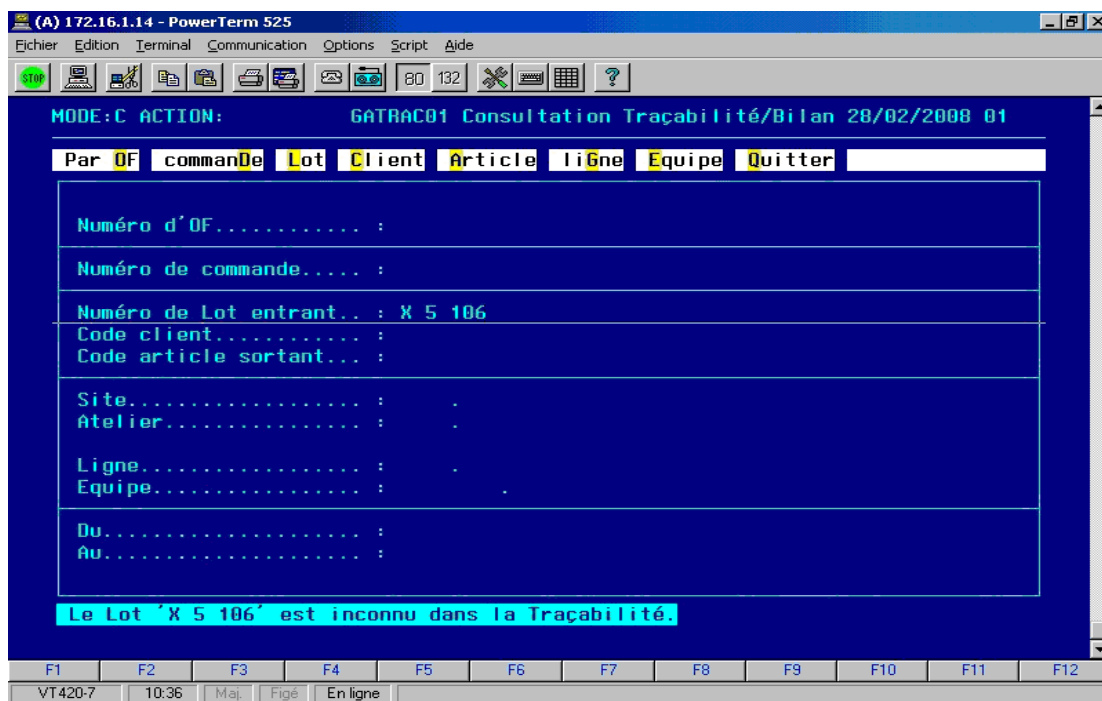 (A) 172.16.1.14 - PowerTerm 525
Fichier Edition Terminal Communication Options Script Aide
STOP 80 132 ?
MODE:C ACTION: GATRAC01 Consultation Traçabilité/Bilan 28/02/2008 01
Par OF commanDe Lot Client Article liGne Equipe Quitter
Numéro d'OF............ :
Numéro de commande..... :
Numéro de Lot entrant.. : X 5 106
Code client............ :
Code article sortant... :
Site................... : .
Atelier................ : .
Ligne.................. : .
Equipe................. : .
Du..................... :
Au..................... :
Le Lot 'X 5 106' est inconnu dans la Traçabilité.
F1 F2 F3 F4 F5 F6 F7 F8 F9 F10 F11 F12
VT420-7 10:36 Maj. Figé En ligne